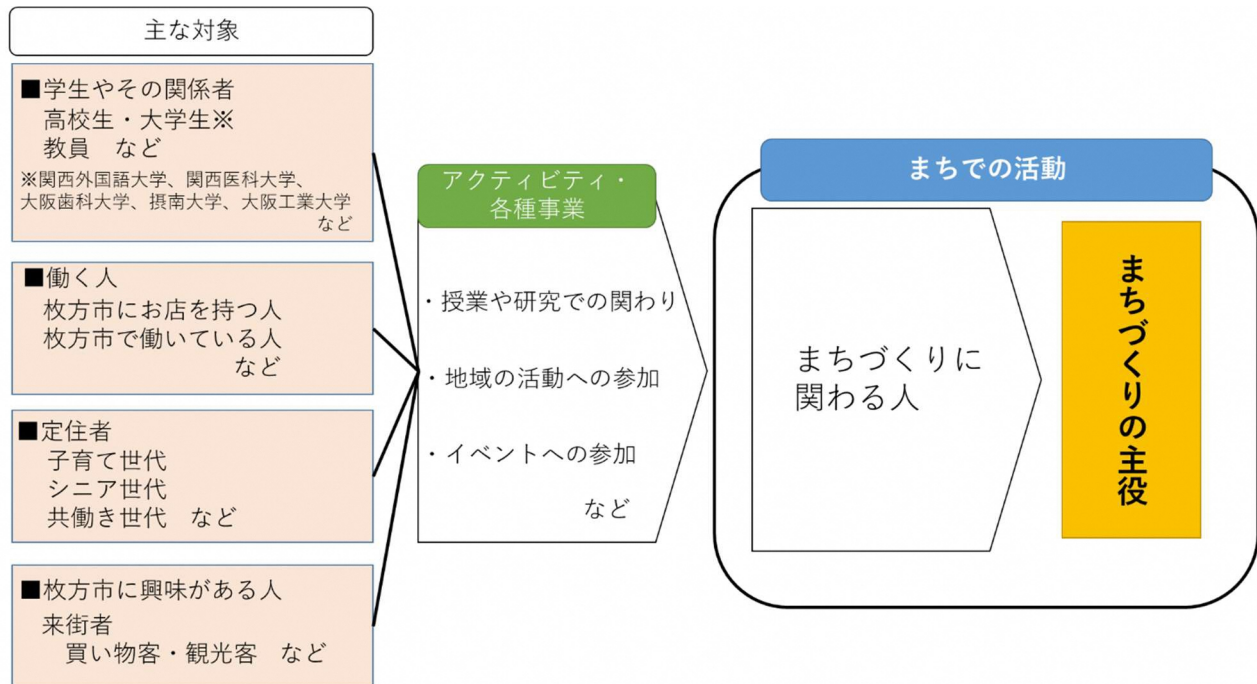 主な対象
■学生やその関係者
高校生・大学生※
教員　など
※関西外国語大学、関西医科大学、
大阪歯科大学、摂南大学、大阪工業大学
など
■働く人
枚方市にお店を持つ人
枚方市で働いている人
など
■定住者
子育て世代
シニア世代
共働き世代　など
■枚方市に興味がある人
来街者
買い物客・観光客　など
アクティビティ・
各種事業
・授業や研究での関わり
・地域の活動への参加
・イベントへの参加
など
まちでの活動
まちづくりに
関わる人
まちづくりの主役